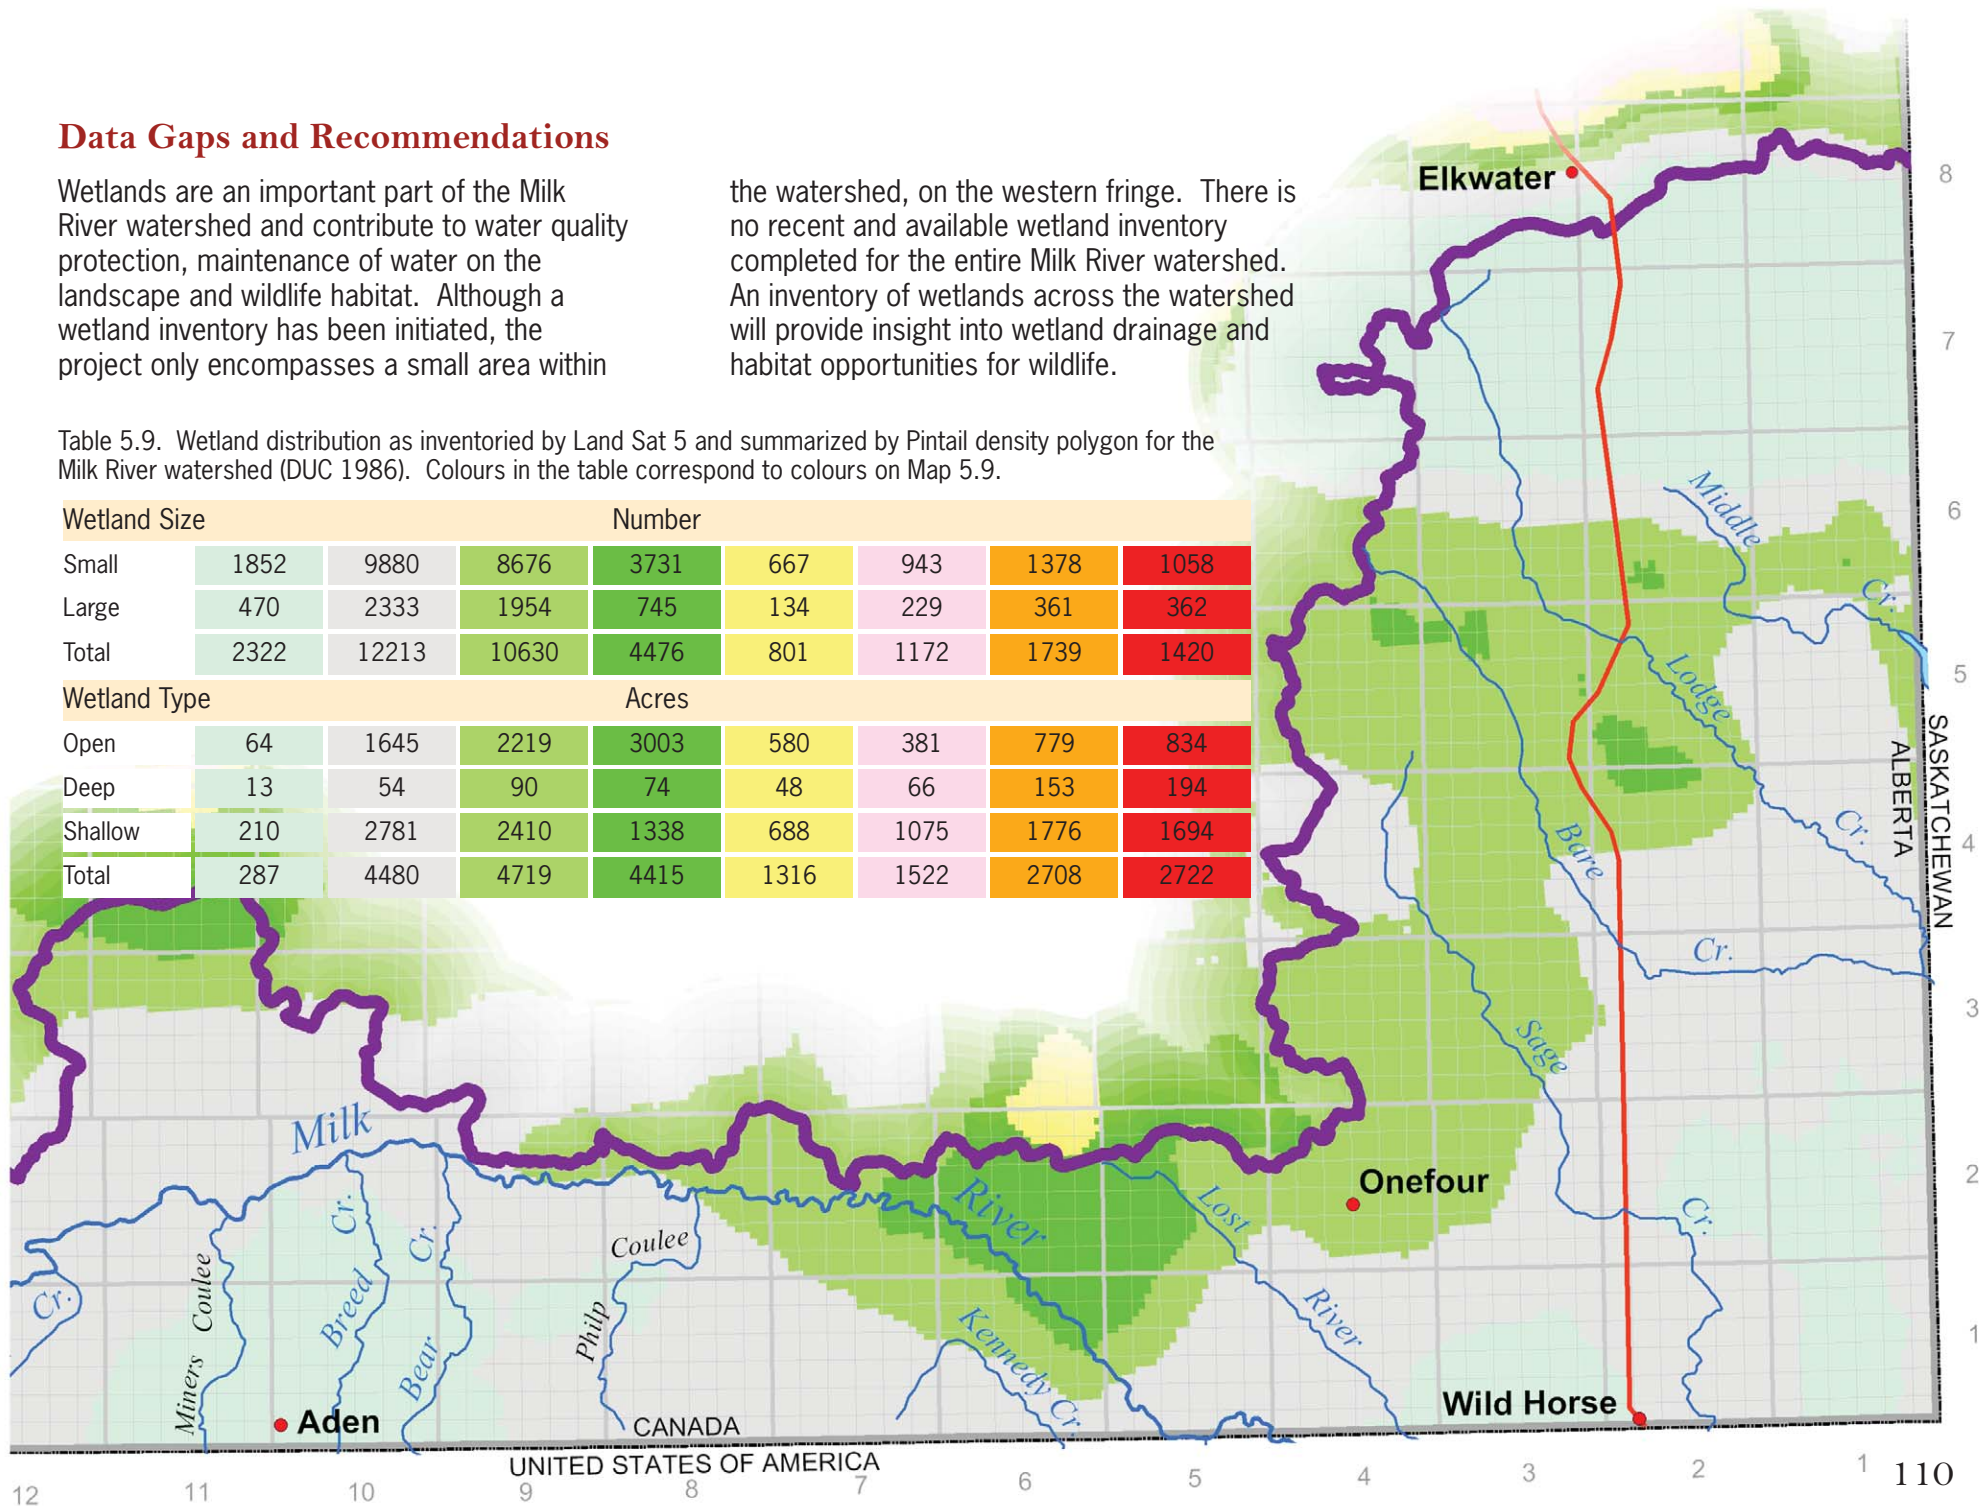 Data Gaps and Recommendations
Wetlands are an important part of the Milk
River watershed and contribute to water quality
protection, maintenance of water on the
landscape and wildlife habitat.  Although a
wetland inventory has been initiated, the
project only encompasses a small area within
the watershed, on the western fringe.  There is
no recent and available wetland inventory
completed for the entire Milk River watershed.
An inventory of wetlands across the watershed
will provide insight into wetland drainage and
habitat opportunities for wildlife.
Table 5.9.  Wetland distribution as inventoried by Land Sat 5 and summarized by Pintail density polygon for the
Milk River watershed (DUC 1986).  Colours in the table correspond to colours on Map 5.9.
Wetland Size Number
Small 1852 9880 8676 3731 667 943 1378 1058
Large 470 2333 1954 745 134 229 361 362
Total 2322 12213 10630 4476 801 1172 1739 1420
Wetland Type Acres
Open 64 1645 2219 3003 580 381 779 834
Deep 13 54 90 74 48 66 153 194
Shallow 210 2781 2410 1338 688 1075 1776 1694
Total 287 4480 4719 4415 1316 1522 2708 2722
Elkwater
8
7
6
5
4
3
2
1
Middle
Cr.
Lodge
Cr.
Bare
Cr.
Sage
Cr.
SASKATCHEWAN
ALBERTA
Onefour
Wild Horse
Milk
River
Lost
River
Kennedy
Cr.
Coulee
Philp
Cr.
Bear
Cr.
Breed
Coulee
Miners
Cr.
Aden
CANADA
UNITED STATES OF AMERICA
12 11 10 9 8 7 6 5 4 3 2 1
110